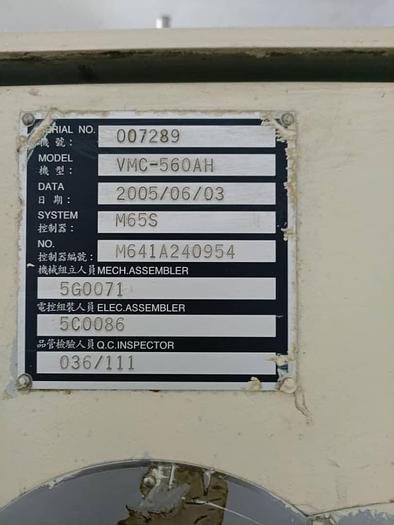 SERIAL NO. 007289
機號：
MODEL VMC-560AH
機型：
DATA 2005/06/03
日期：
SYSTEM M65S
控制器：
NO. M641A240954
控制器編號：
機械組立人員 MECH.ASSEMBLER
5G0071
電控組裝人員 ELEC.ASSEMBLER
5C0086
品管檢驗人員 Q.C.INSPECTOR
036/111